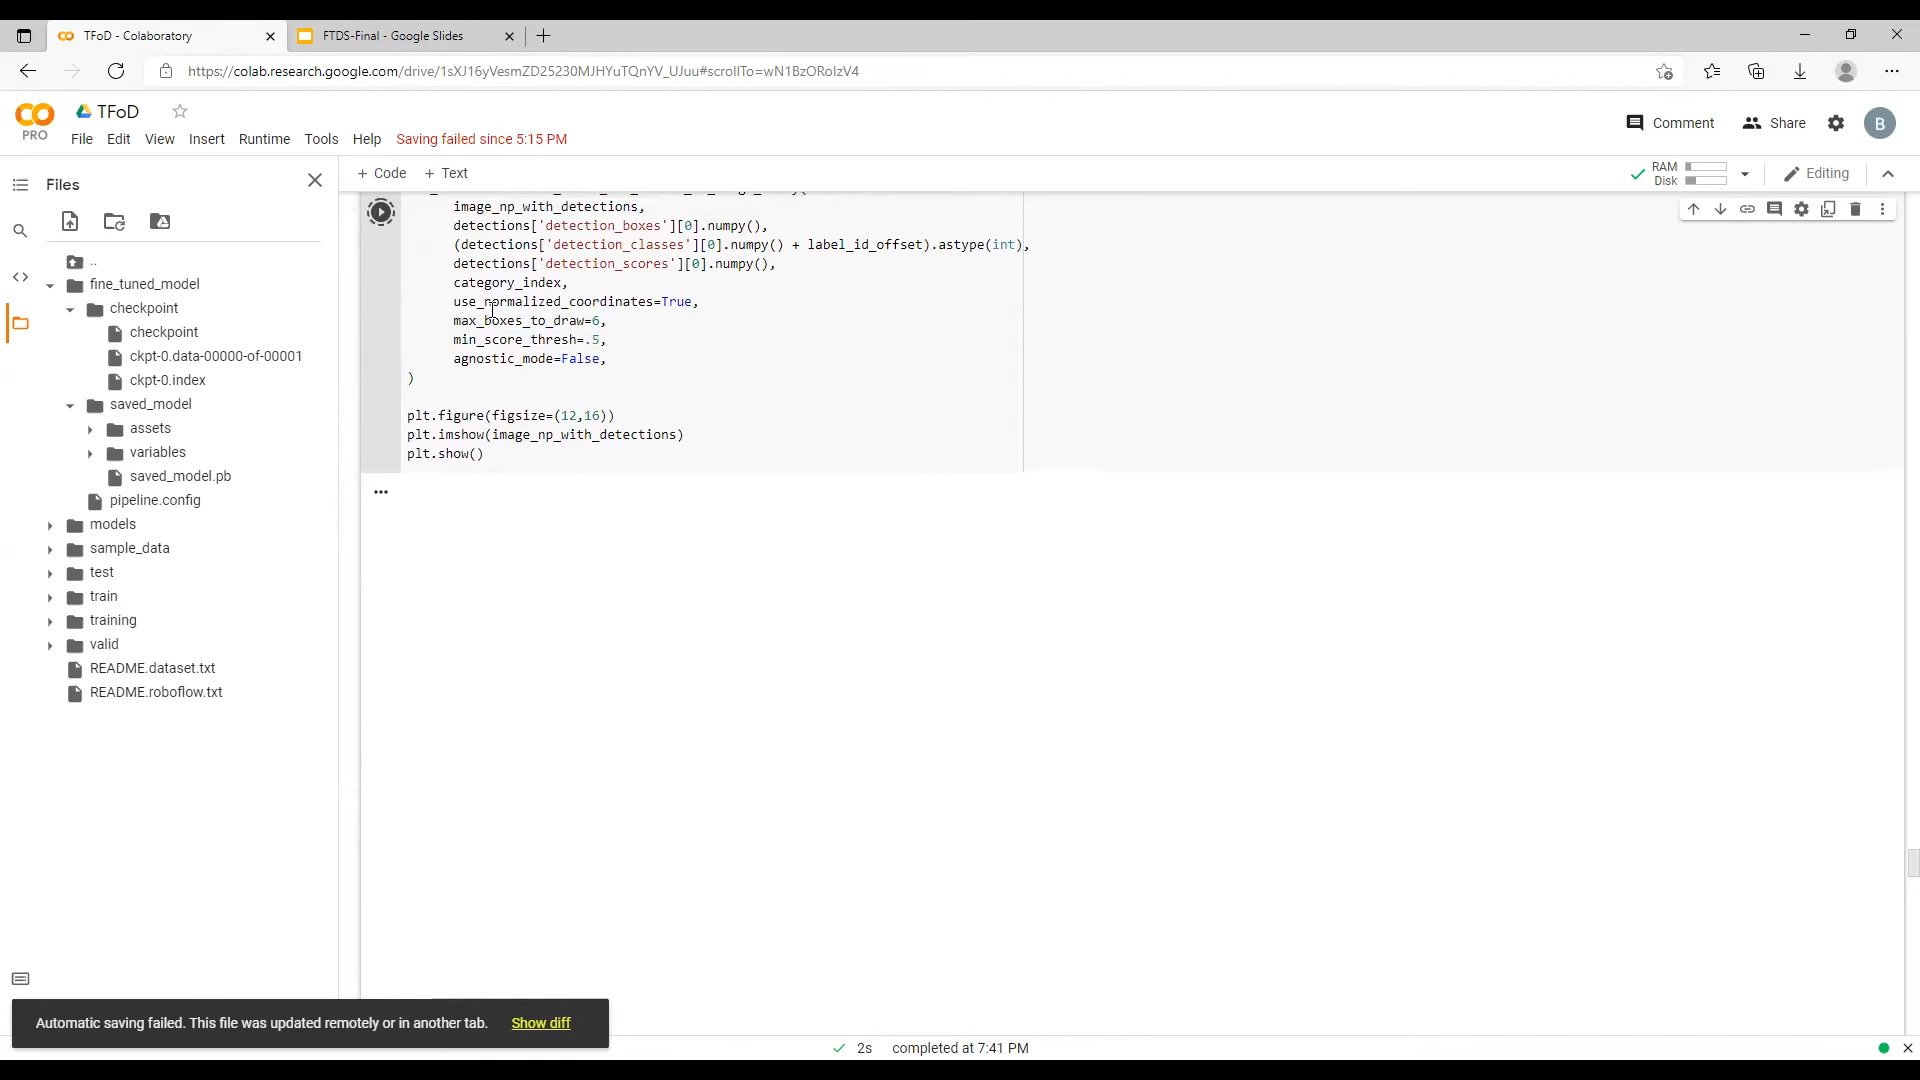 TFoD - Colaboratory
FTDS-Final - Google Slides
https://colab.research.google.com/drive/1sXJ16yVesmZD25230MJHYuTQnYV_UJuu#scrollTo=wN1BzORoIzV4
CO
PRO
TFoD
File Edit View Insert Runtime Tools Help Saving failed since 5:15 PM
Comment
Share
B
Files
+ Code + Text
RAM
Disk
Editing
..
fine_tuned_model
checkpoint
checkpoint
ckpt-0.data-00000-of-00001
ckpt-0.index
saved_model
assets
variables
saved_model.pb
pipeline.config
models
sample_data
test
train
training
valid
README.dataset.txt
README.roboflow.txt
image_np_with_detections,
detections['detection_boxes'][0].numpy(),
(detections['detection_classes'][0].numpy() + label_id_offset).astype(int),
detections['detection_scores'][0].numpy(),
category_index,
use_normalized_coordinates=True,
max_boxes_to_draw=6,
min_score_thresh=.5,
agnostic_mode=False,
)
plt.figure(figsize=(12,16))
plt.imshow(image_np_with_detections)
plt.show()
Automatic saving failed. This file was updated remotely or in another tab. Show diff
2s completed at 7:41 PM